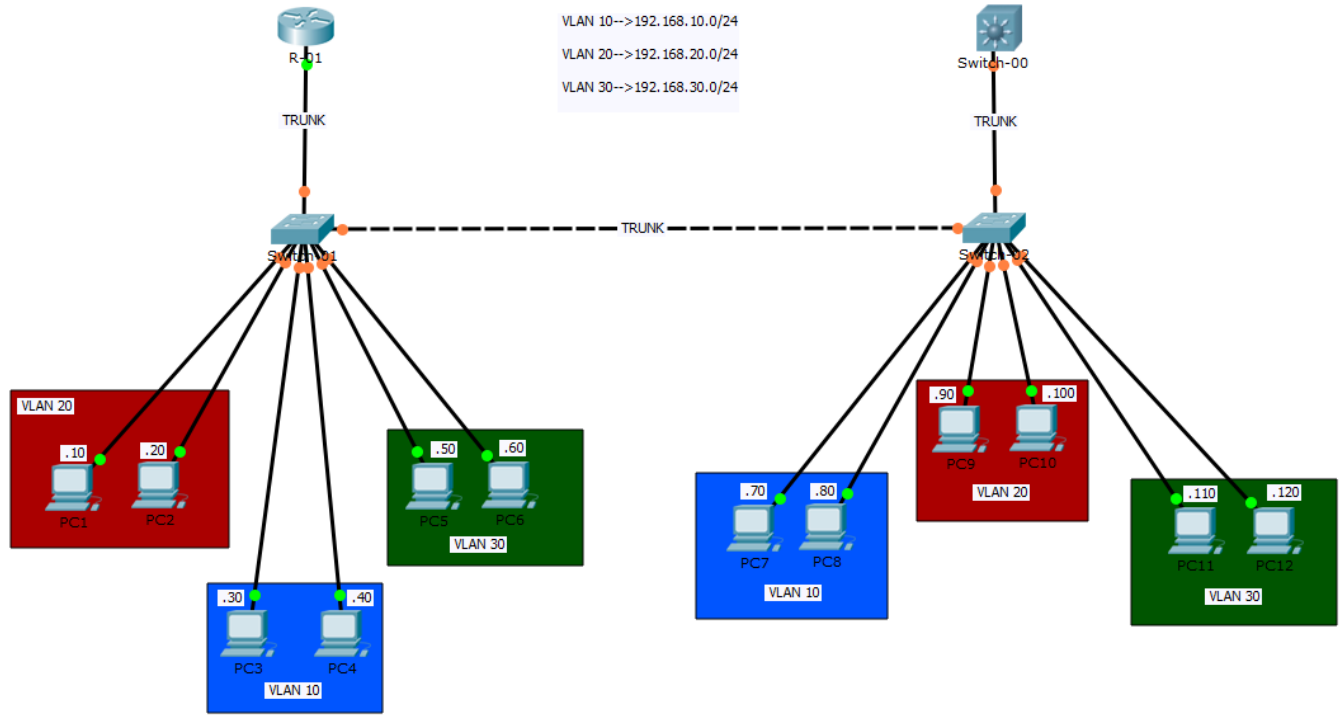 VLAN 10-->192.168.10.0/24
VLAN 20-->192.168.20.0/24
VLAN 30-->192.168.30.0/24
R-01
Switch-00
TRUNK
TRUNK
TRUNK
Switch-01
Switch-02
VLAN 20
.10
.20
PC1
PC2
.30
.40
PC3
PC4
VLAN 10
.50
.60
PC5
PC6
VLAN 30
.70
.80
PC7
PC8
VLAN 10
.90
.100
PC9
PC10
VLAN 20
.110
.120
PC11
PC12
VLAN 30